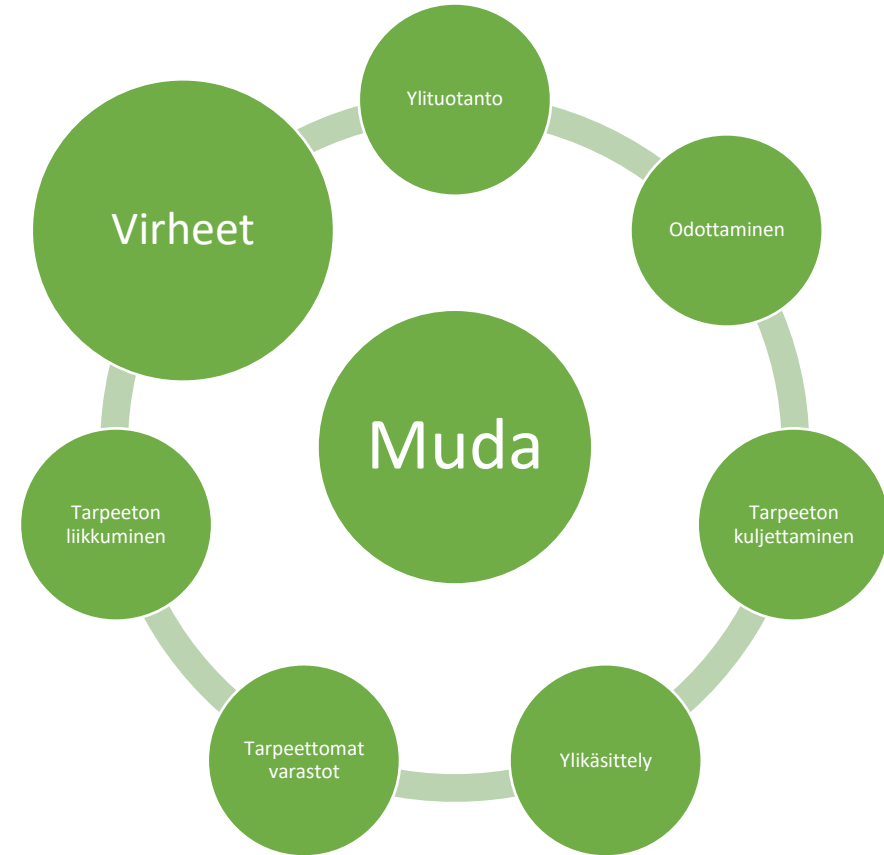 Ylituotanto
Odottaminen
Tarpeeton
kuljettaminen
Ylikäsittely
Tarpeettomat
varastot
Tarpeeton
liikkuminen
Virheet
Muda